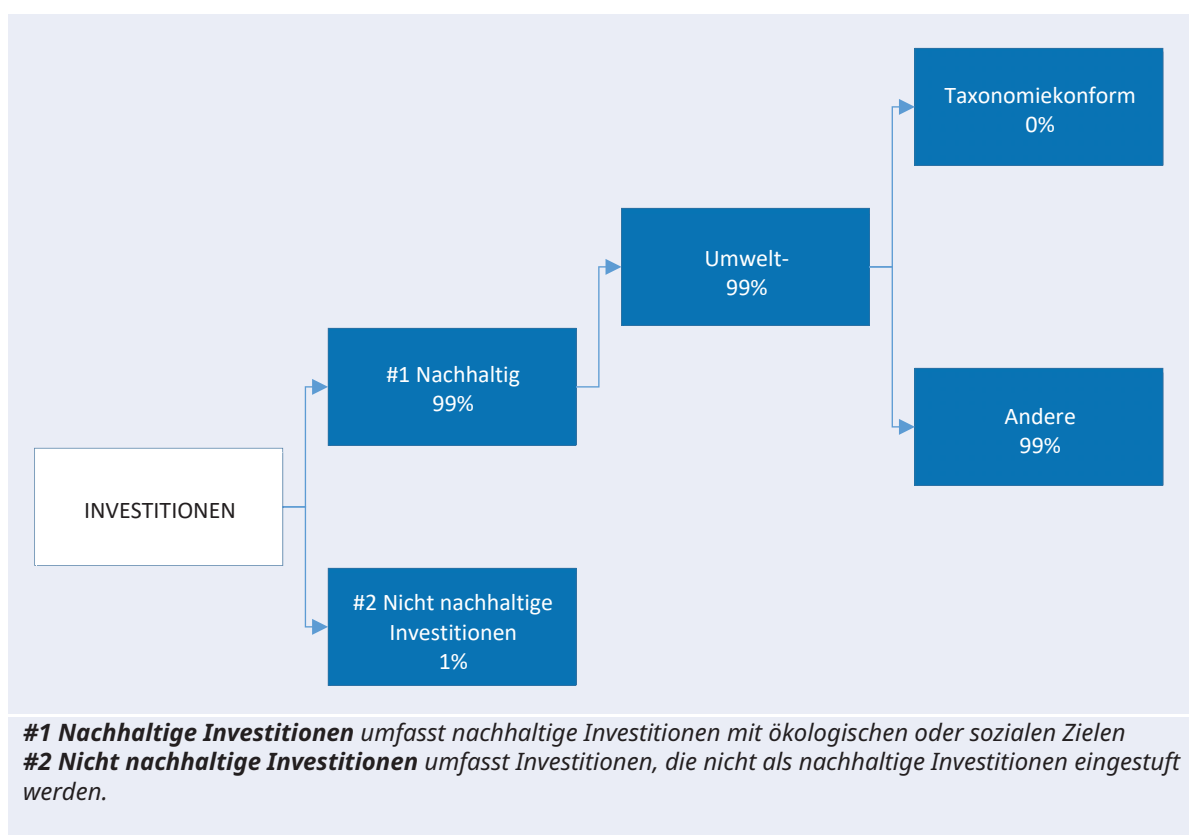 Taxonomiekonform
0%
Umwelt-
99%
#1 Nachhaltig
99%
Andere
99%
INVESTITIONEN
#2 Nicht nachhaltige
Investitionen
1%
#1 Nachhaltige Investitionen umfasst nachhaltige Investitionen mit ökologischen oder sozialen Zielen
#2 Nicht nachhaltige Investitionen umfasst Investitionen, die nicht als nachhaltige Investitionen eingestuft
werden.